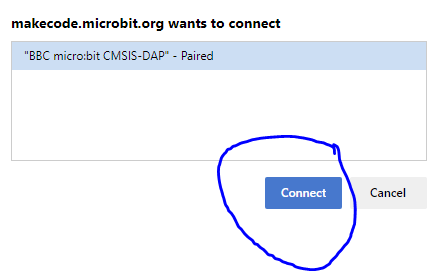 makecode.microbit.org wants to connect
"BBC micro:bit CMSIS-DAP" - Paired
Connect Cancel